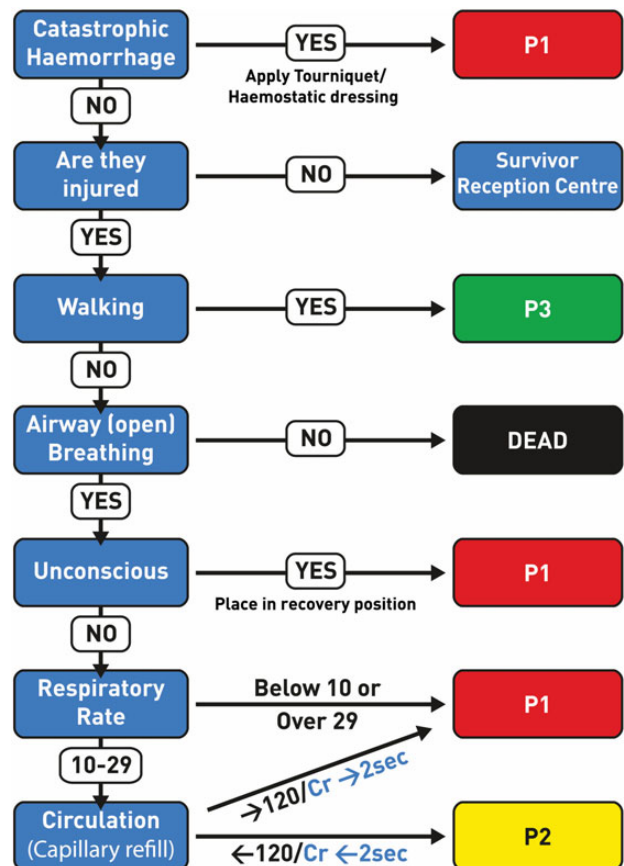 Catastrophic
Haemorrhage
YES
P1
Apply Tourniquet/
Haemostatic dressing
NO
Are they
injured
NO
Survivor
Reception Centre
YES
Walking
YES
P3
NO
Airway (open)
Breathing
NO
DEAD
YES
Unconscious
YES
P1
Place in recovery position
NO
Respiratory
Rate
Below 10 or
Over 29
P1
10-29
→120/Cr →2sec
Circulation
(Capillary refill)
←120/Cr ←2sec
P2